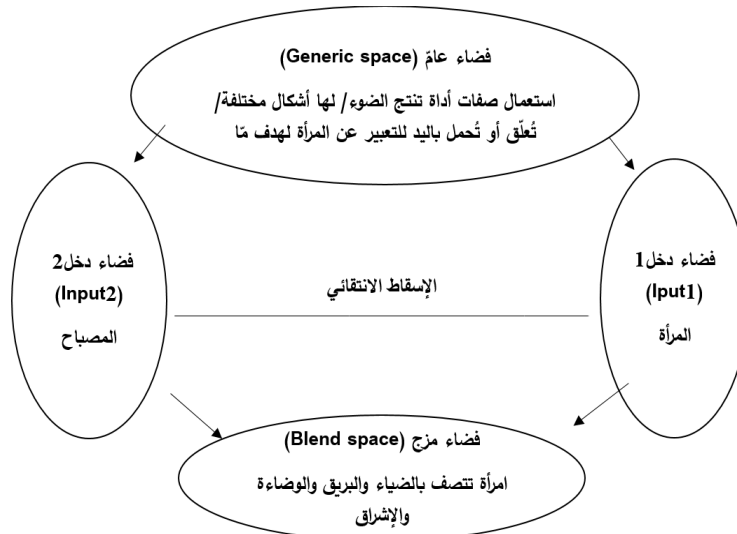 فضاء عامّ (Generic space)
استعمال صفات أداة تنتج الضوء/ لها أشكال مختلفة/
تُعلّق أو تُحمل باليد للتعبير عن المرأة لهدف مّا
فضاء دخل1
(Iput1)
المرأة
الإسقاط الانتقائي
فضاء دخل2
(Input2)
المصباح
فضاء مزج (Blend space)
امرأة تتصف بالضياء والبريق والوضاءة
والإشراق